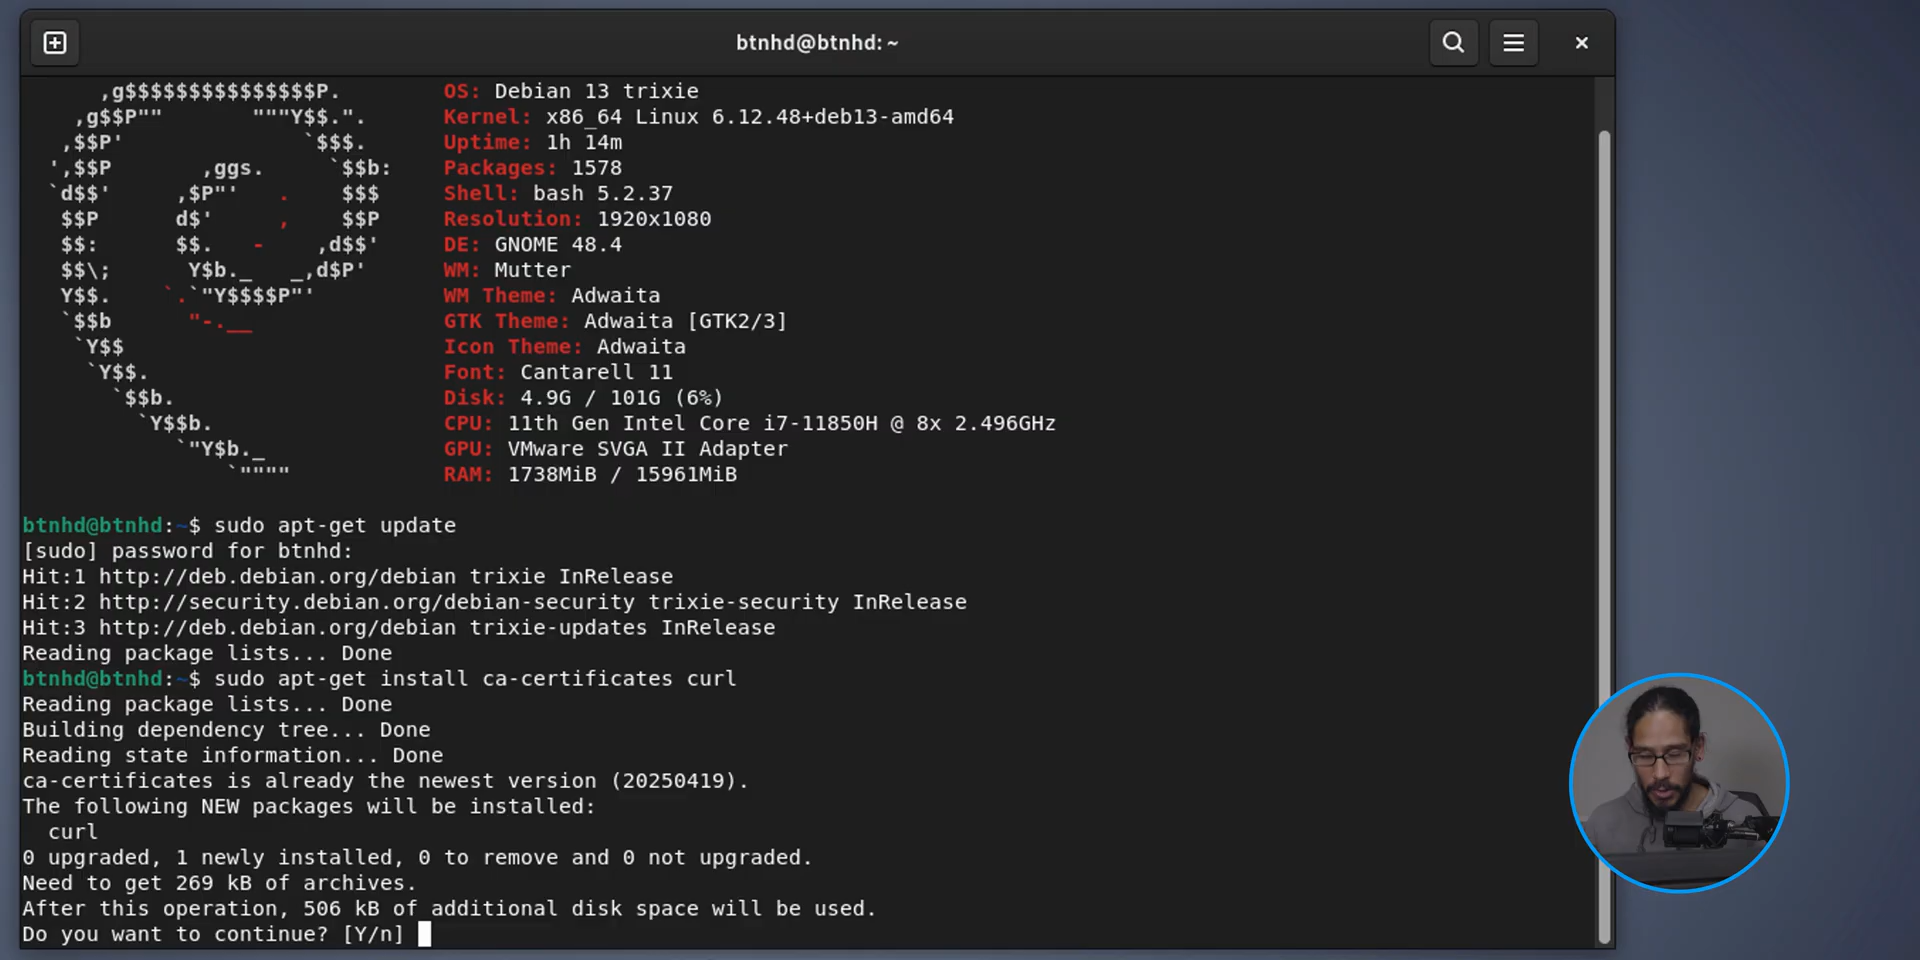 btnhd@btnhd: ~
,g$$$$$$$$$$$$$$$P. OS: Debian 13 trixie
,g$$P"" """Y$$.". Kernel: x86_64 Linux 6.12.48+deb13-amd64
,$$P' `$$$. Uptime: 1h 14m
',$$P ,ggs. `$$b: Packages: 1578
`d$$' ,$P"' . $$$ Shell: bash 5.2.37
$$P d$' , $$P Resolution: 1920x1080
$$: $$. - ,d$$' DE: GNOME 48.4
$$\; Y$b._ _,d$P' WM: Mutter
Y$$. `.`"Y$$$$P"' WM Theme: Adwaita
`$$b "-.__ GTK Theme: Adwaita [GTK2/3]
`Y$$ Icon Theme: Adwaita
`Y$$. Font: Cantarell 11
`$$b. Disk: 4.9G / 101G (6%)
`Y$$b. CPU: 11th Gen Intel Core i7-11850H @ 8x 2.496GHz
`"Y$b._ GPU: VMware SVGA II Adapter
`"""" RAM: 1738MiB / 15961MiB
btnhd@btnhd:~$ sudo apt-get update
[sudo] password for btnhd:
Hit:1 http://deb.debian.org/debian trixie InRelease
Hit:2 http://security.debian.org/debian-security trixie-security InRelease
Hit:3 http://deb.debian.org/debian trixie-updates InRelease
Reading package lists... Done
btnhd@btnhd:~$ sudo apt-get install ca-certificates curl
Reading package lists... Done
Building dependency tree... Done
Reading state information... Done
ca-certificates is already the newest version (20250419).
The following NEW packages will be installed:
curl
0 upgraded, 1 newly installed, 0 to remove and 0 not upgraded.
Need to get 269 kB of archives.
After this operation, 506 kB of additional disk space will be used.
Do you want to continue? [Y/n]